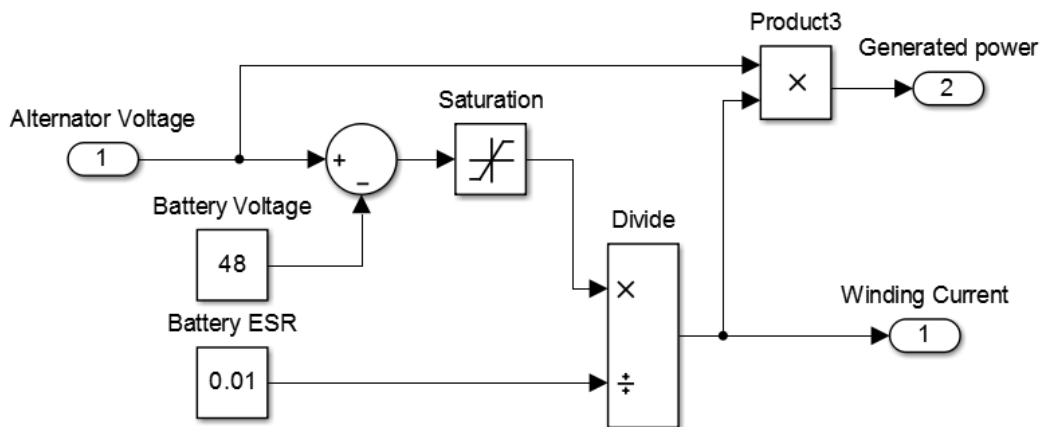 Product3
Generated power
×
2
Saturation
Alternator Voltage
1
+
−
Battery Voltage
48
Divide
×
Winding Current
1
Battery ESR
0.01
÷